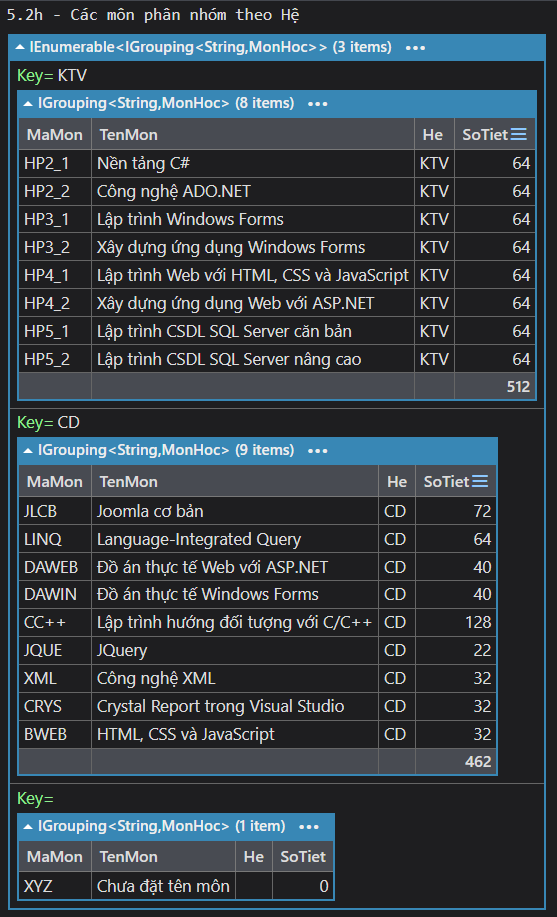 5.2h - Các môn phân nhóm theo Hệ
IEnumerable<IGrouping<String,MonHoc>> (3 items) •••
Key= KTV
IGrouping<String,MonHoc> (8 items) •••
MaMon TenMon He SoTiet
HP2_1 Nền tảng C# KTV 64
HP2_2 Công nghệ ADO.NET KTV 64
HP3_1 Lập trình Windows Forms KTV 64
HP3_2 Xây dựng ứng dụng Windows Forms KTV 64
HP4_1 Lập trình Web với HTML, CSS và JavaScript KTV 64
HP4_2 Xây dựng ứng dụng Web với ASP.NET KTV 64
HP5_1 Lập trình CSDL SQL Server căn bản KTV 64
HP5_2 Lập trình CSDL SQL Server nâng cao KTV 64
512
Key= CD
IGrouping<String,MonHoc> (9 items) •••
MaMon TenMon He SoTiet
JLCB Joomla cơ bản CD 72
LINQ Language-Integrated Query CD 64
DAWEB Đồ án thực tế Web với ASP.NET CD 40
DAWIN Đồ án thực tế Windows Forms CD 40
CC++ Lập trình hướng đối tượng với C/C++ CD 128
JQUE JQuery CD 22
XML Công nghệ XML CD 32
CRYS Crystal Report trong Visual Studio CD 32
BWEB HTML, CSS và JavaScript CD 32
462
Key=
IGrouping<String,MonHoc> (1 item) •••
MaMon TenMon He SoTiet
XYZ Chưa đặt tên môn 0